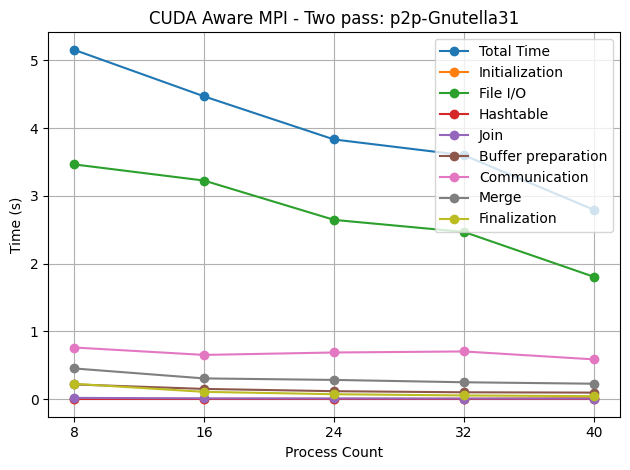 CUDA Aware MPI - Two pass: p2p-Gnutella31
Total Time
Initialization
File I/O
Hashtable
Join
Buffer preparation
Communication
Merge
Finalization
Time (s)
5
4
3
2
1
0
8
16
24
32
40
Process Count